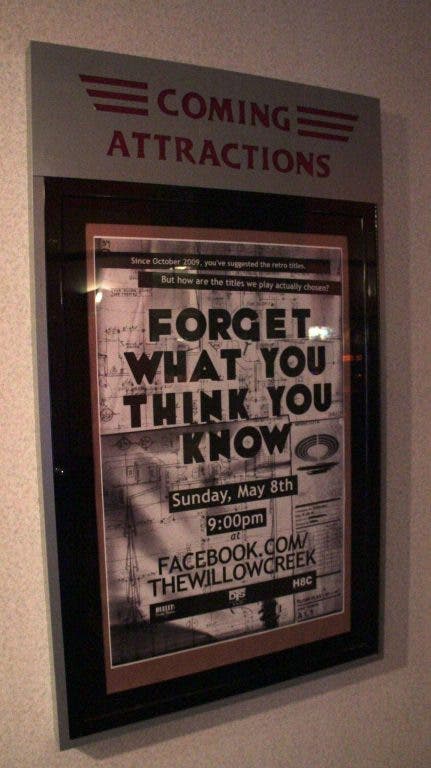 COMING
ATTRACTIONS
Since October 2009, you've suggested the retro titles.
But how are the titles we play actually chosen?
FORGET
WHAT YOU
THINK YOU
KNOW
Sunday, May 8th
9:00pm
at
FACEBOOK.COM/
THEWILLOWCREEK
H8C